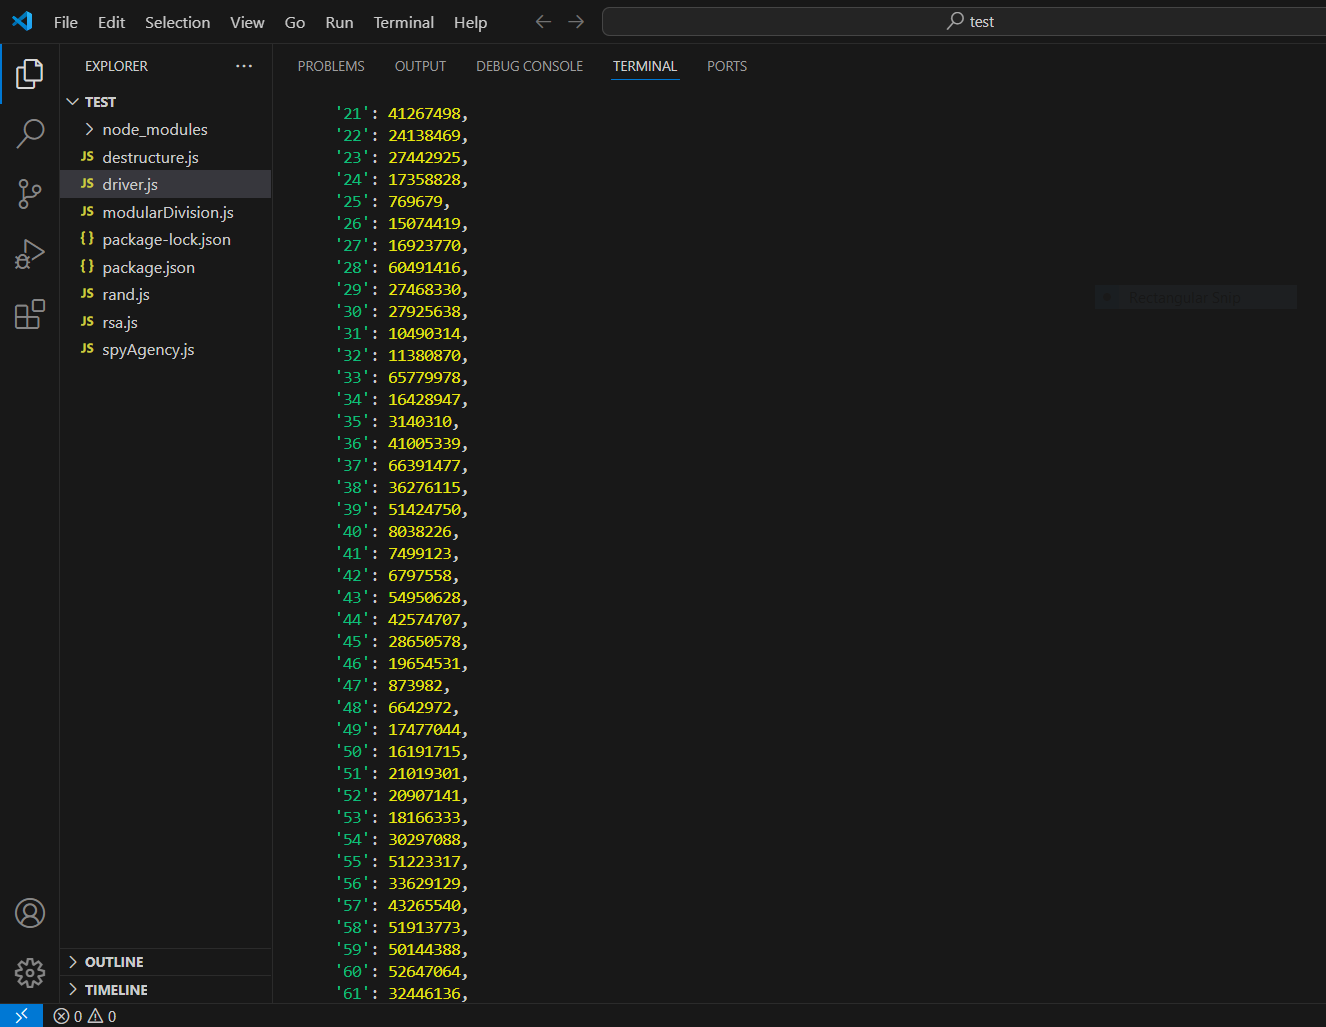 File Edit Selection View Go Run Terminal Help
test
EXPLORER
PROBLEMS OUTPUT DEBUG CONSOLE TERMINAL PORTS
TEST
node_modules
JS destructure.js
JS driver.js
JS modularDivision.js
{} package-lock.json
{} package.json
JS rand.js
JS rsa.js
JS spyAgency.js
'21': 41267498,
'22': 24138469,
'23': 27442925,
'24': 17358828,
'25': 769679,
'26': 15074419,
'27': 16923770,
'28': 60491416,
'29': 27468330,
'30': 27925638,
'31': 10490314,
'32': 11380870,
'33': 65779978,
'34': 16428947,
'35': 3140310,
'36': 41005339,
'37': 66391477,
'38': 36276115,
'39': 51424750,
'40': 8038226,
'41': 7499123,
'42': 6797558,
'43': 54950628,
'44': 42574707,
'45': 28650578,
'46': 19654531,
'47': 873982,
'48': 6642972,
'49': 17477044,
'50': 16191715,
'51': 21019301,
'52': 20907141,
'53': 18166333,
'54': 30297088,
'55': 51223317,
'56': 33629129,
'57': 43265540,
'58': 51913773,
'59': 50144388,
'60': 52647064,
'61': 32446136,
Rectangular Snip
OUTLINE
TIMELINE
0 0